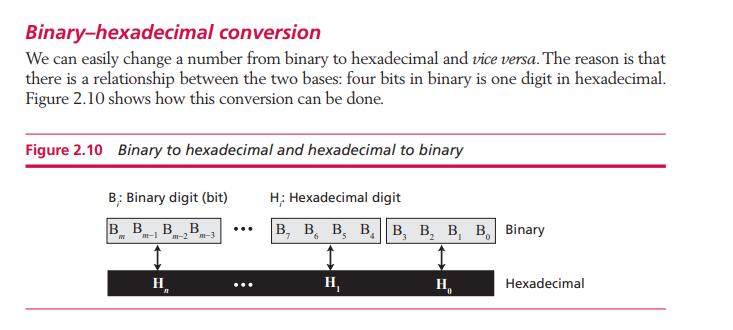 Binary–hexadecimal conversion
We can easily change a number from binary to hexadecimal and vice versa. The reason is that
there is a relationship between the two bases: four bits in binary is one digit in hexadecimal.
Figure 2.10 shows how this conversion can be done.
Figure 2.10 Binary to hexadecimal and hexadecimal to binary
Bᵢ: Binary digit (bit) Hᵢ: Hexadecimal digit
Bₘ Bₘ₋₁ Bₘ₋₂ Bₘ₋₃ ••• B₇ B₆ B₅ B₄ B₃ B₂ B₁ B₀ Binary
Hₙ ••• H₁ H₀ Hexadecimal